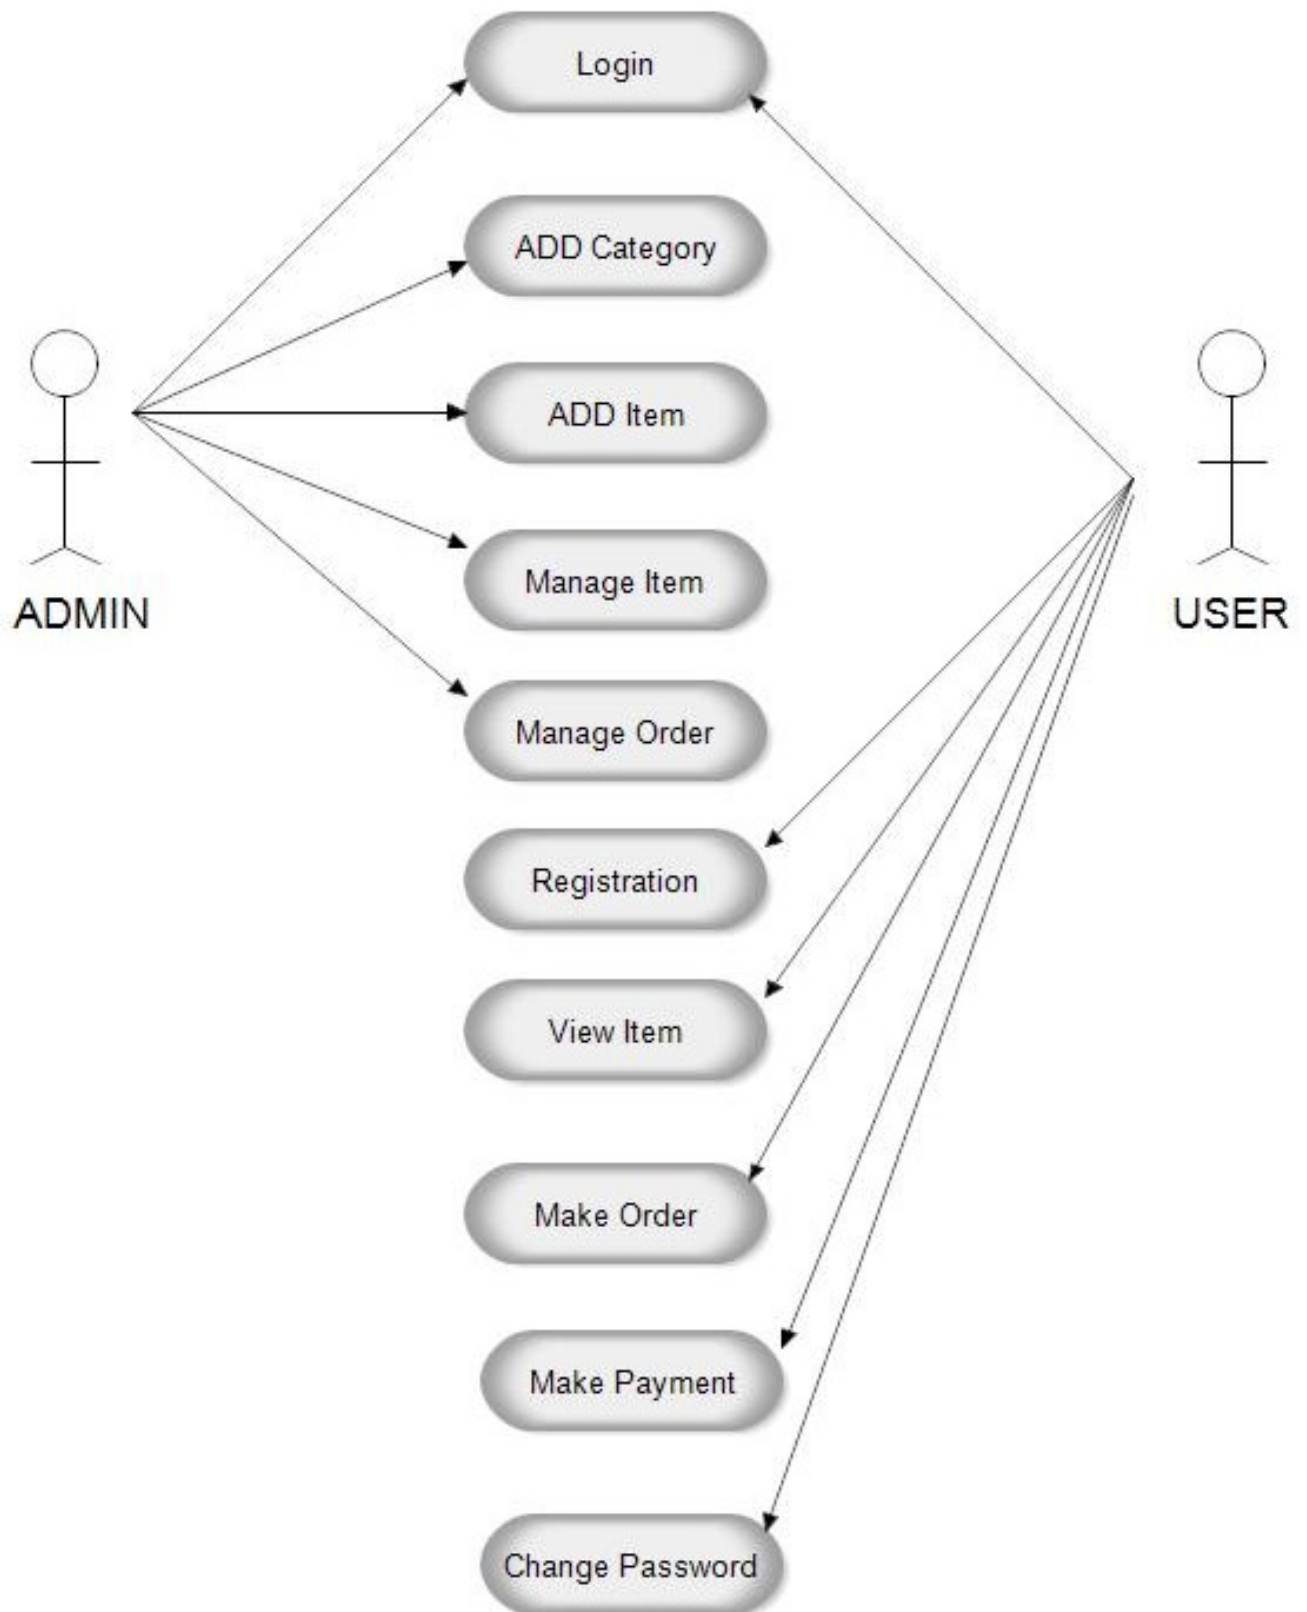 Login
ADD Category
ADD Item
Manage Item
ADMIN
USER
Manage Order
Registration
View Item
Make Order
Make Payment
Change Password